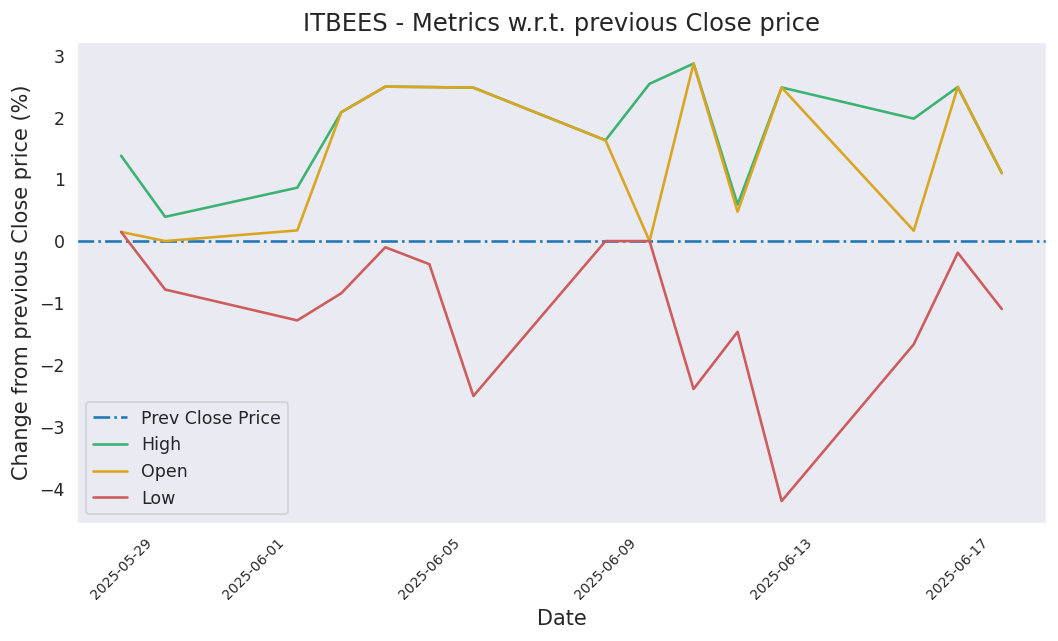 ITBEES - Metrics w.r.t. previous Close price
Change from previous Close price (%)
3
2
1
0
−1
−2
−3
−4
Prev Close Price
High
Open
Low
2025-05-29
2025-06-01
2025-06-05
2025-06-09
2025-06-13
2025-06-17
Date